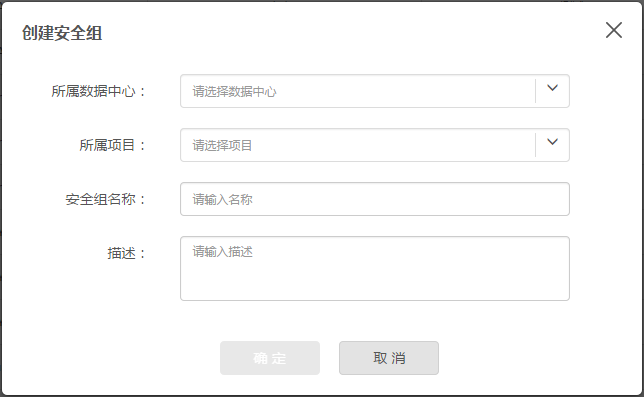 创建安全组
所属数据中心： 请选择数据中心
所属项目： 请选择项目
安全组名称： 请输入名称
描述： 请输入描述
确 定 取 消